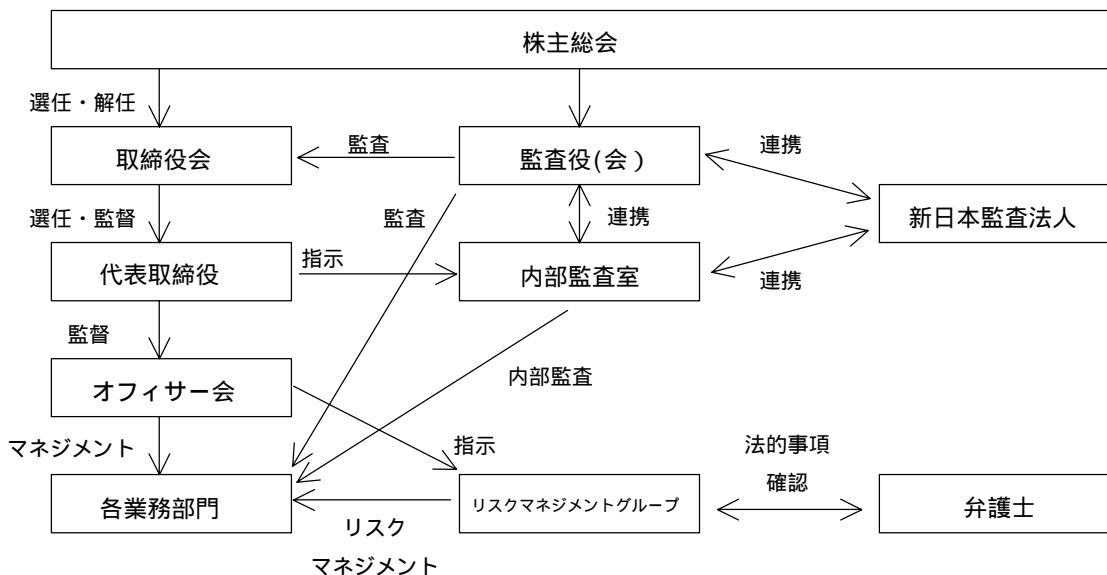 株主総会
選任・解任
取締役会
監査
監査役(会)
連携
選任・監督
監査
連携
新日本監査法人
代表取締役
指示
内部監査室
連携
監督
オフィサー会
内部監査
マネジメント
指示
法的事項
確認
各業務部門
リスクマネジメントグループ
弁護士
リスク
マネジメント